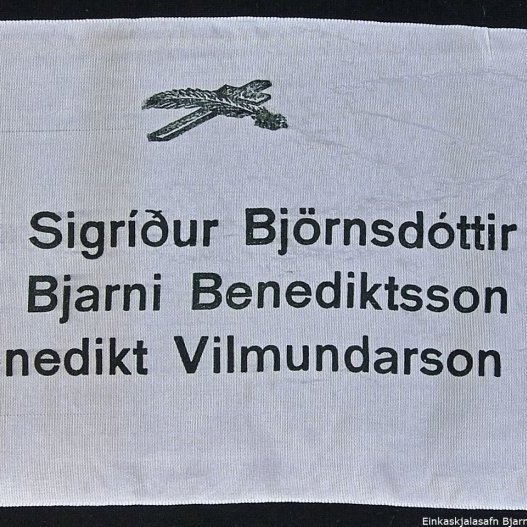 Sigríður Björnsdóttir
Bjarni Benediktsson
nedikt Vilmundarson
Einkaskjalasafn Bjarn